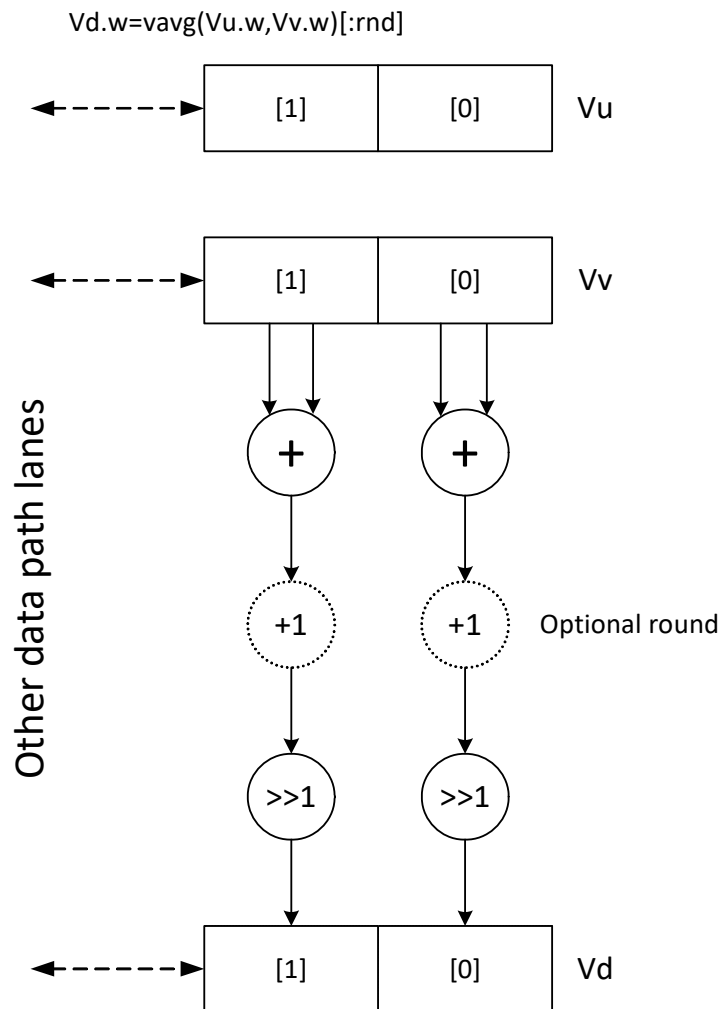 Vd.w=vavg(Vu.w,Vv.w)[:rnd]
[1] [0] Vu
[1] [0] Vv
Other data path lanes
+ +
+1 +1 Optional round
>>1 >>1
[1] [0] Vd